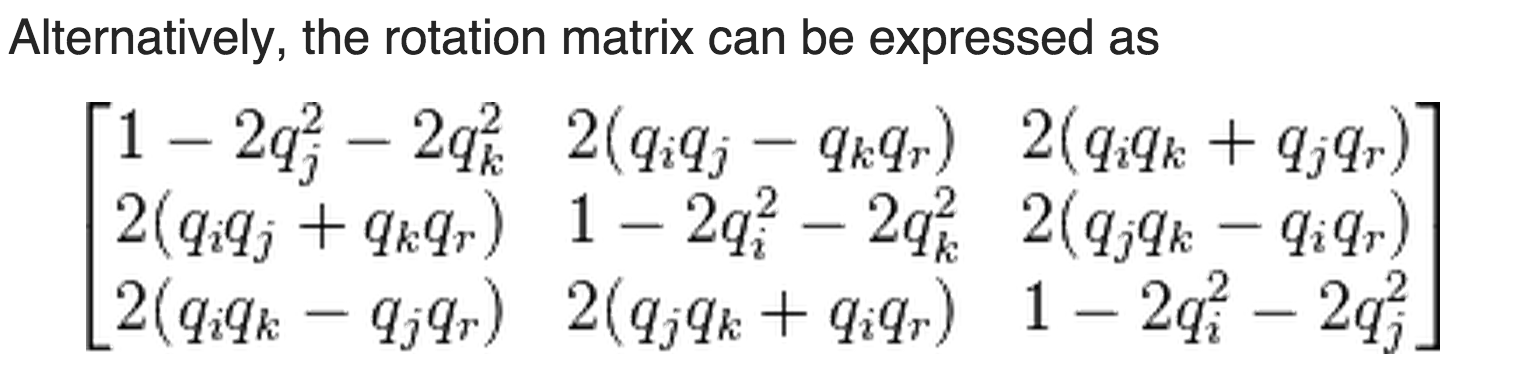 Alternatively, the rotation matrix can be expressed as
[1 − 2q_j^2 − 2q_k^2   2(q_i q_j − q_k q_r)   2(q_i q_k + q_j q_r)]
[2(q_i q_j + q_k q_r)   1 − 2q_i^2 − 2q_k^2   2(q_j q_k − q_i q_r)]
[2(q_i q_k − q_j q_r)   2(q_j q_k + q_i q_r)   1 − 2q_i^2 − 2q_j^2]